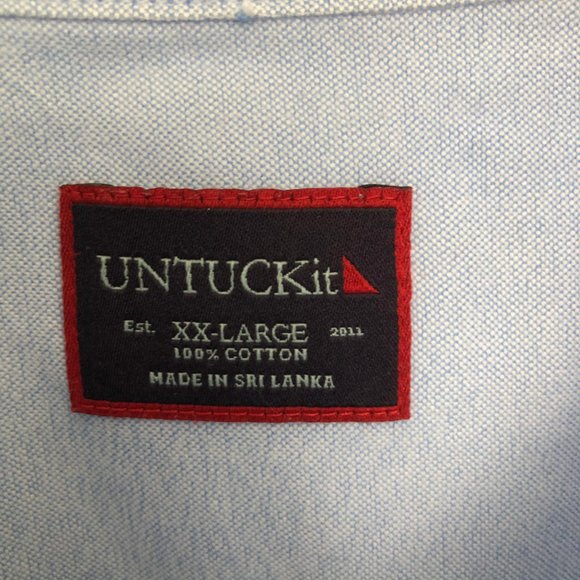 UNTUCKit
Est. XX-LARGE 2011
100% COTTON
MADE IN SRI LANKA